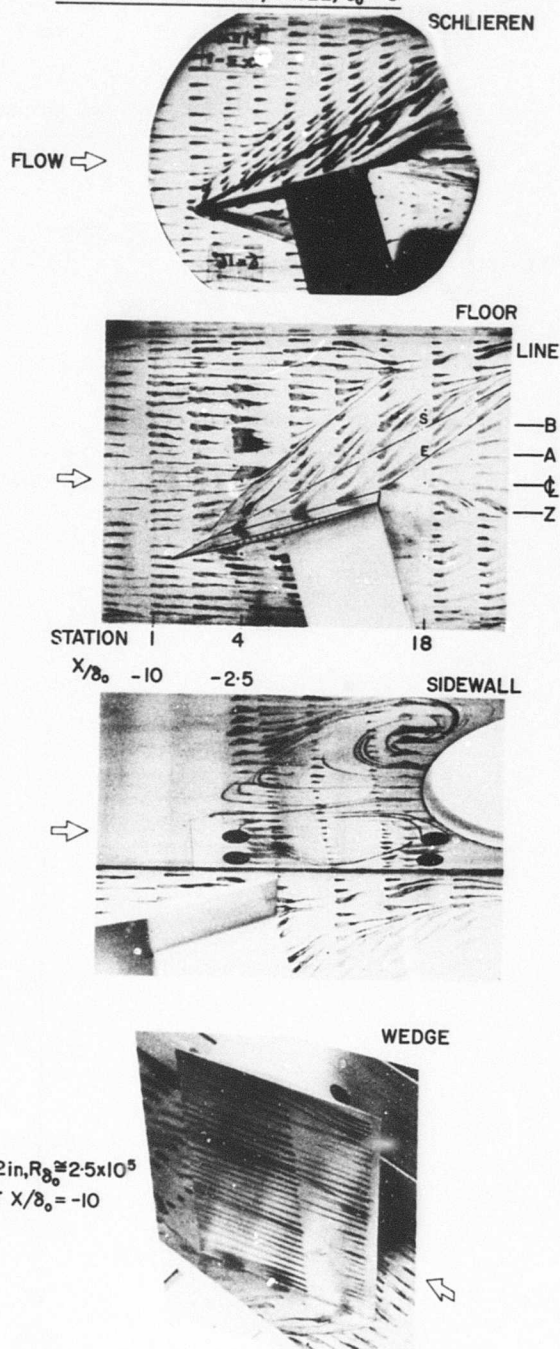 SCHLIEREN
FLOW
FLOOR
LINE
B
S
A
E
℄
Z
STATION 1 4 18
X/δ₀ -10 -2·5
SIDEWALL
WEDGE
2in, Rδ₀≅2·5x10⁵
X/δ₀ = -10